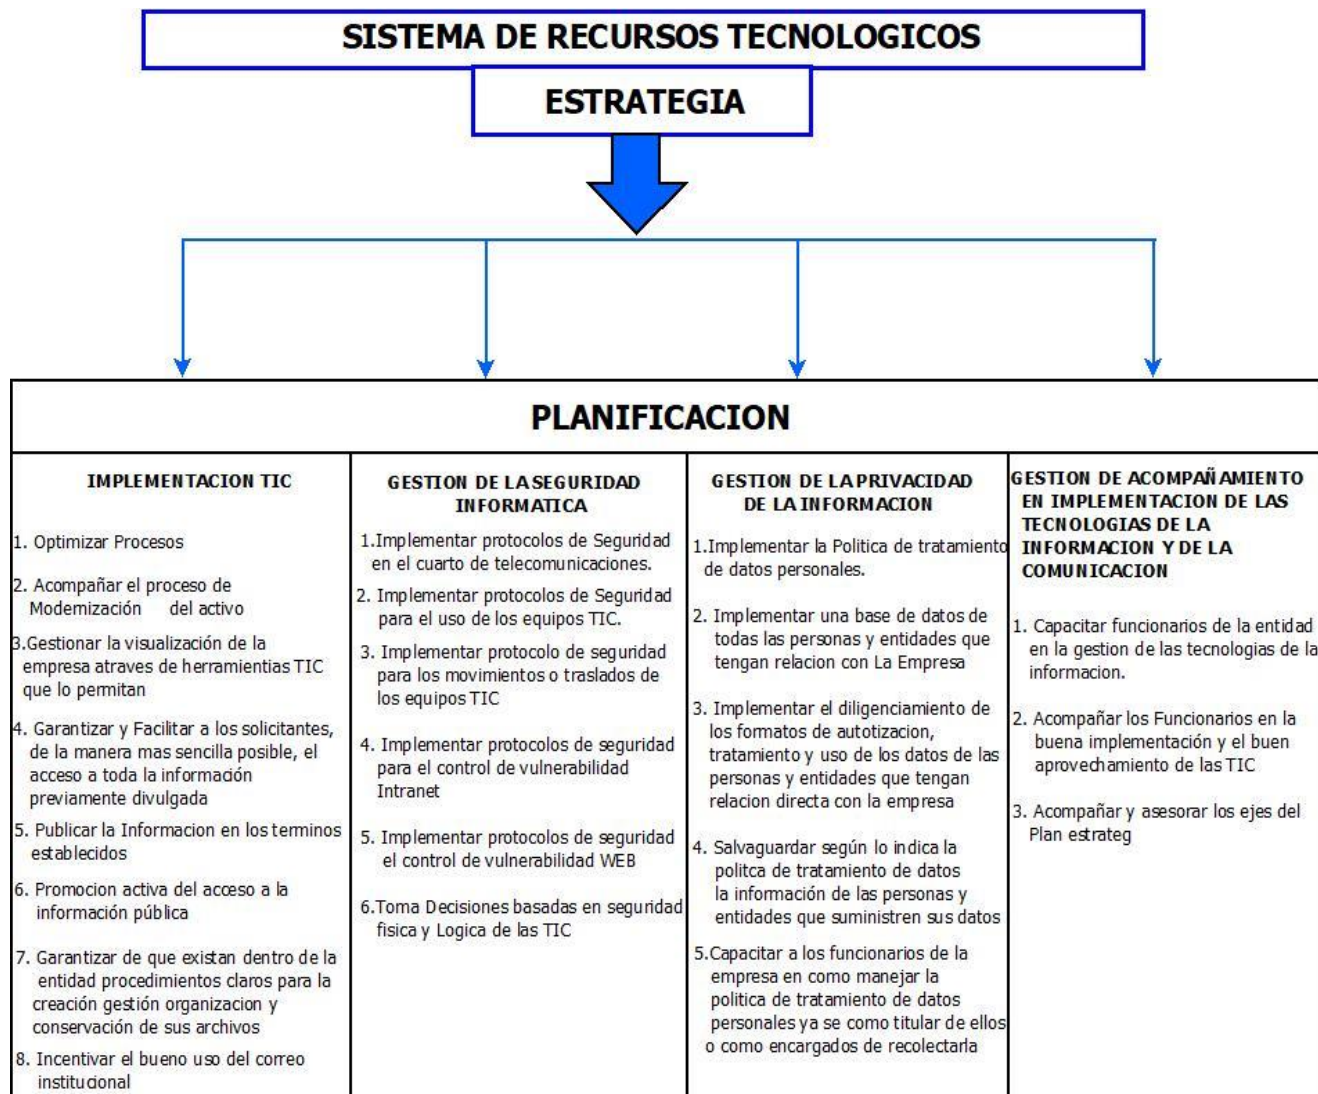 SISTEMA DE RECURSOS TECNOLOGICOS
ESTRATEGIA
PLANIFICACION
IMPLEMENTACION TIC
1. Optimizar Procesos
2. Acompañar el proceso de
Modernización del activo
3.Gestionar la visualización de la
empresa atraves de herramientias TIC
que lo permitan
4. Garantizar y Facilitar a los solicitantes,
de la manera mas sencilla posible, el
acceso a toda la información
previamente divulgada
5. Publicar la Informacion en los terminos
establecidos
6. Promocion activa del acceso a la
información pública
7. Garantizar de que existan dentro de la
entidad procedimientos claros para la
creación gestión organizacion y
conservación de sus archivos
8. Incentivar el bueno uso del correo
institucional
GESTION DE LA SEGURIDAD
INFORMATICA
1.Implementar protocolos de Seguridad
en el cuarto de telecomunicaciones.
2. Implementar protocolos de Seguridad
para el uso de los equipos TIC.
3. Implementar protocolo de seguridad
para los movimientos o traslados de
los equipos TIC
4. Implementar protocolos de seguridad
para el control de vulnerabilidad
Intranet
5. Implementar protocolos de seguridad
el control de vulnerabilidad WEB
6.Toma Decisiones basadas en seguridad
fisica y Logica de las TIC
GESTION DE LA PRIVACIDAD
DE LA INFORMACION
1.Implementar la Politica de tratamiento
de datos personales.
2. Implementar una base de datos de
todas las personas y entidades que
tengan relacion con La Empresa
3. Implementar el diligenciamiento de
los formatos de autotizacion,
tratamiento y uso de los datos de las
personas y entidades que tengan
relacion directa con la empresa
4. Salvaguardar según lo indica la
politca de tratamiento de datos
la información de las personas y
entidades que suministren sus datos
5.Capacitar a los funcionarios de la
empresa en como manejar la
politica de tratamiento de datos
personales ya se como titular de ellos
o como encargados de recolectarla
GESTION DE ACOMPAÑAMIENTO
EN IMPLEMENTACION DE LAS
TECNOLOGIAS DE LA
INFORMACION Y DE LA
COMUNICACION
1. Capacitar funcionarios de la entidad
en la gestion de las tecnologias de la
informacion.
2. Acompañar los Funcionarios en la
buena implementación y el buen
aprovechamiento de las TIC
3. Acompañar y asesorar los ejes del
Plan estrateg